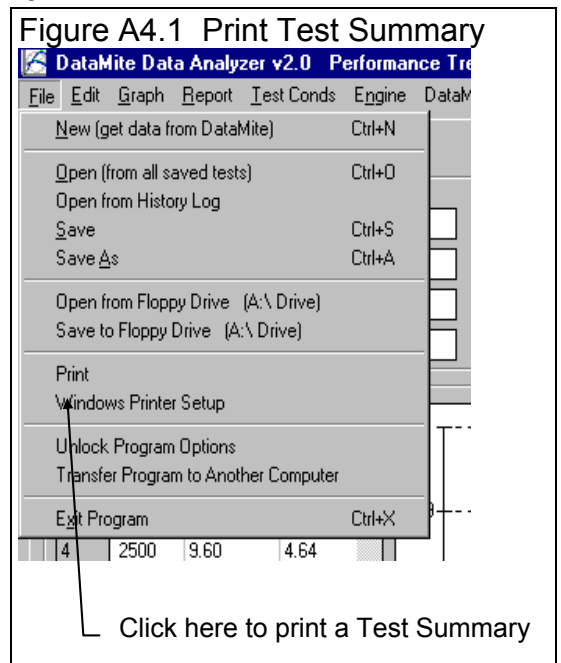 Figure A4.1 Print Test Summary
DataMite Data Analyzer v2.0 Performance Tre
File Edit Graph Report Test Conds Engine DataM
New (get data from DataMite) Ctrl+N
Open (from all saved tests) Ctrl+O
Open from History Log
Save Ctrl+S
Save As Ctrl+A
Open from Floppy Drive (A:\ Drive)
Save to Floppy Drive (A:\ Drive)
Print
Windows Printer Setup
Unlock Program Options
Transfer Program to Another Computer
Exit Program Ctrl+X
4 2500 9.60 4.64
Click here to print a Test Summary